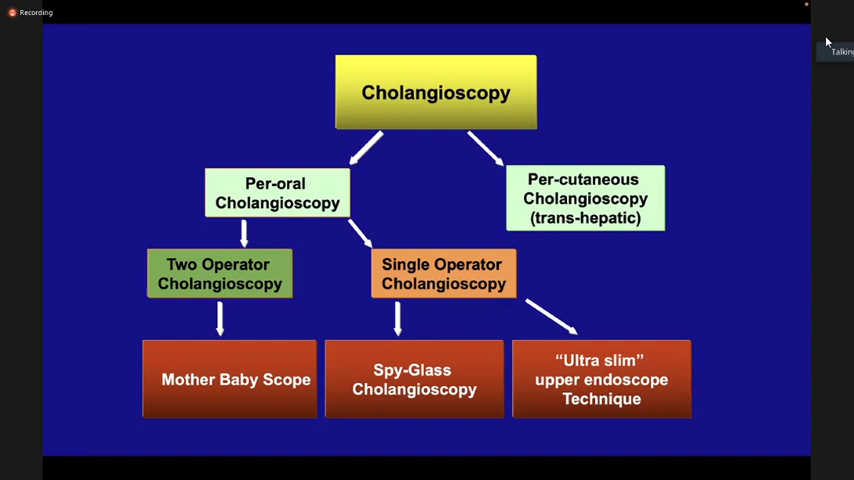 Recording
Talking
Cholangioscopy
Per-oral
Cholangioscopy
Per-cutaneous
Cholangioscopy
(trans-hepatic)
Two Operator
Cholangioscopy
Single Operator
Cholangioscopy
Mother Baby Scope
Spy-Glass
Cholangioscopy
“Ultra slim”
upper endoscope
Technique